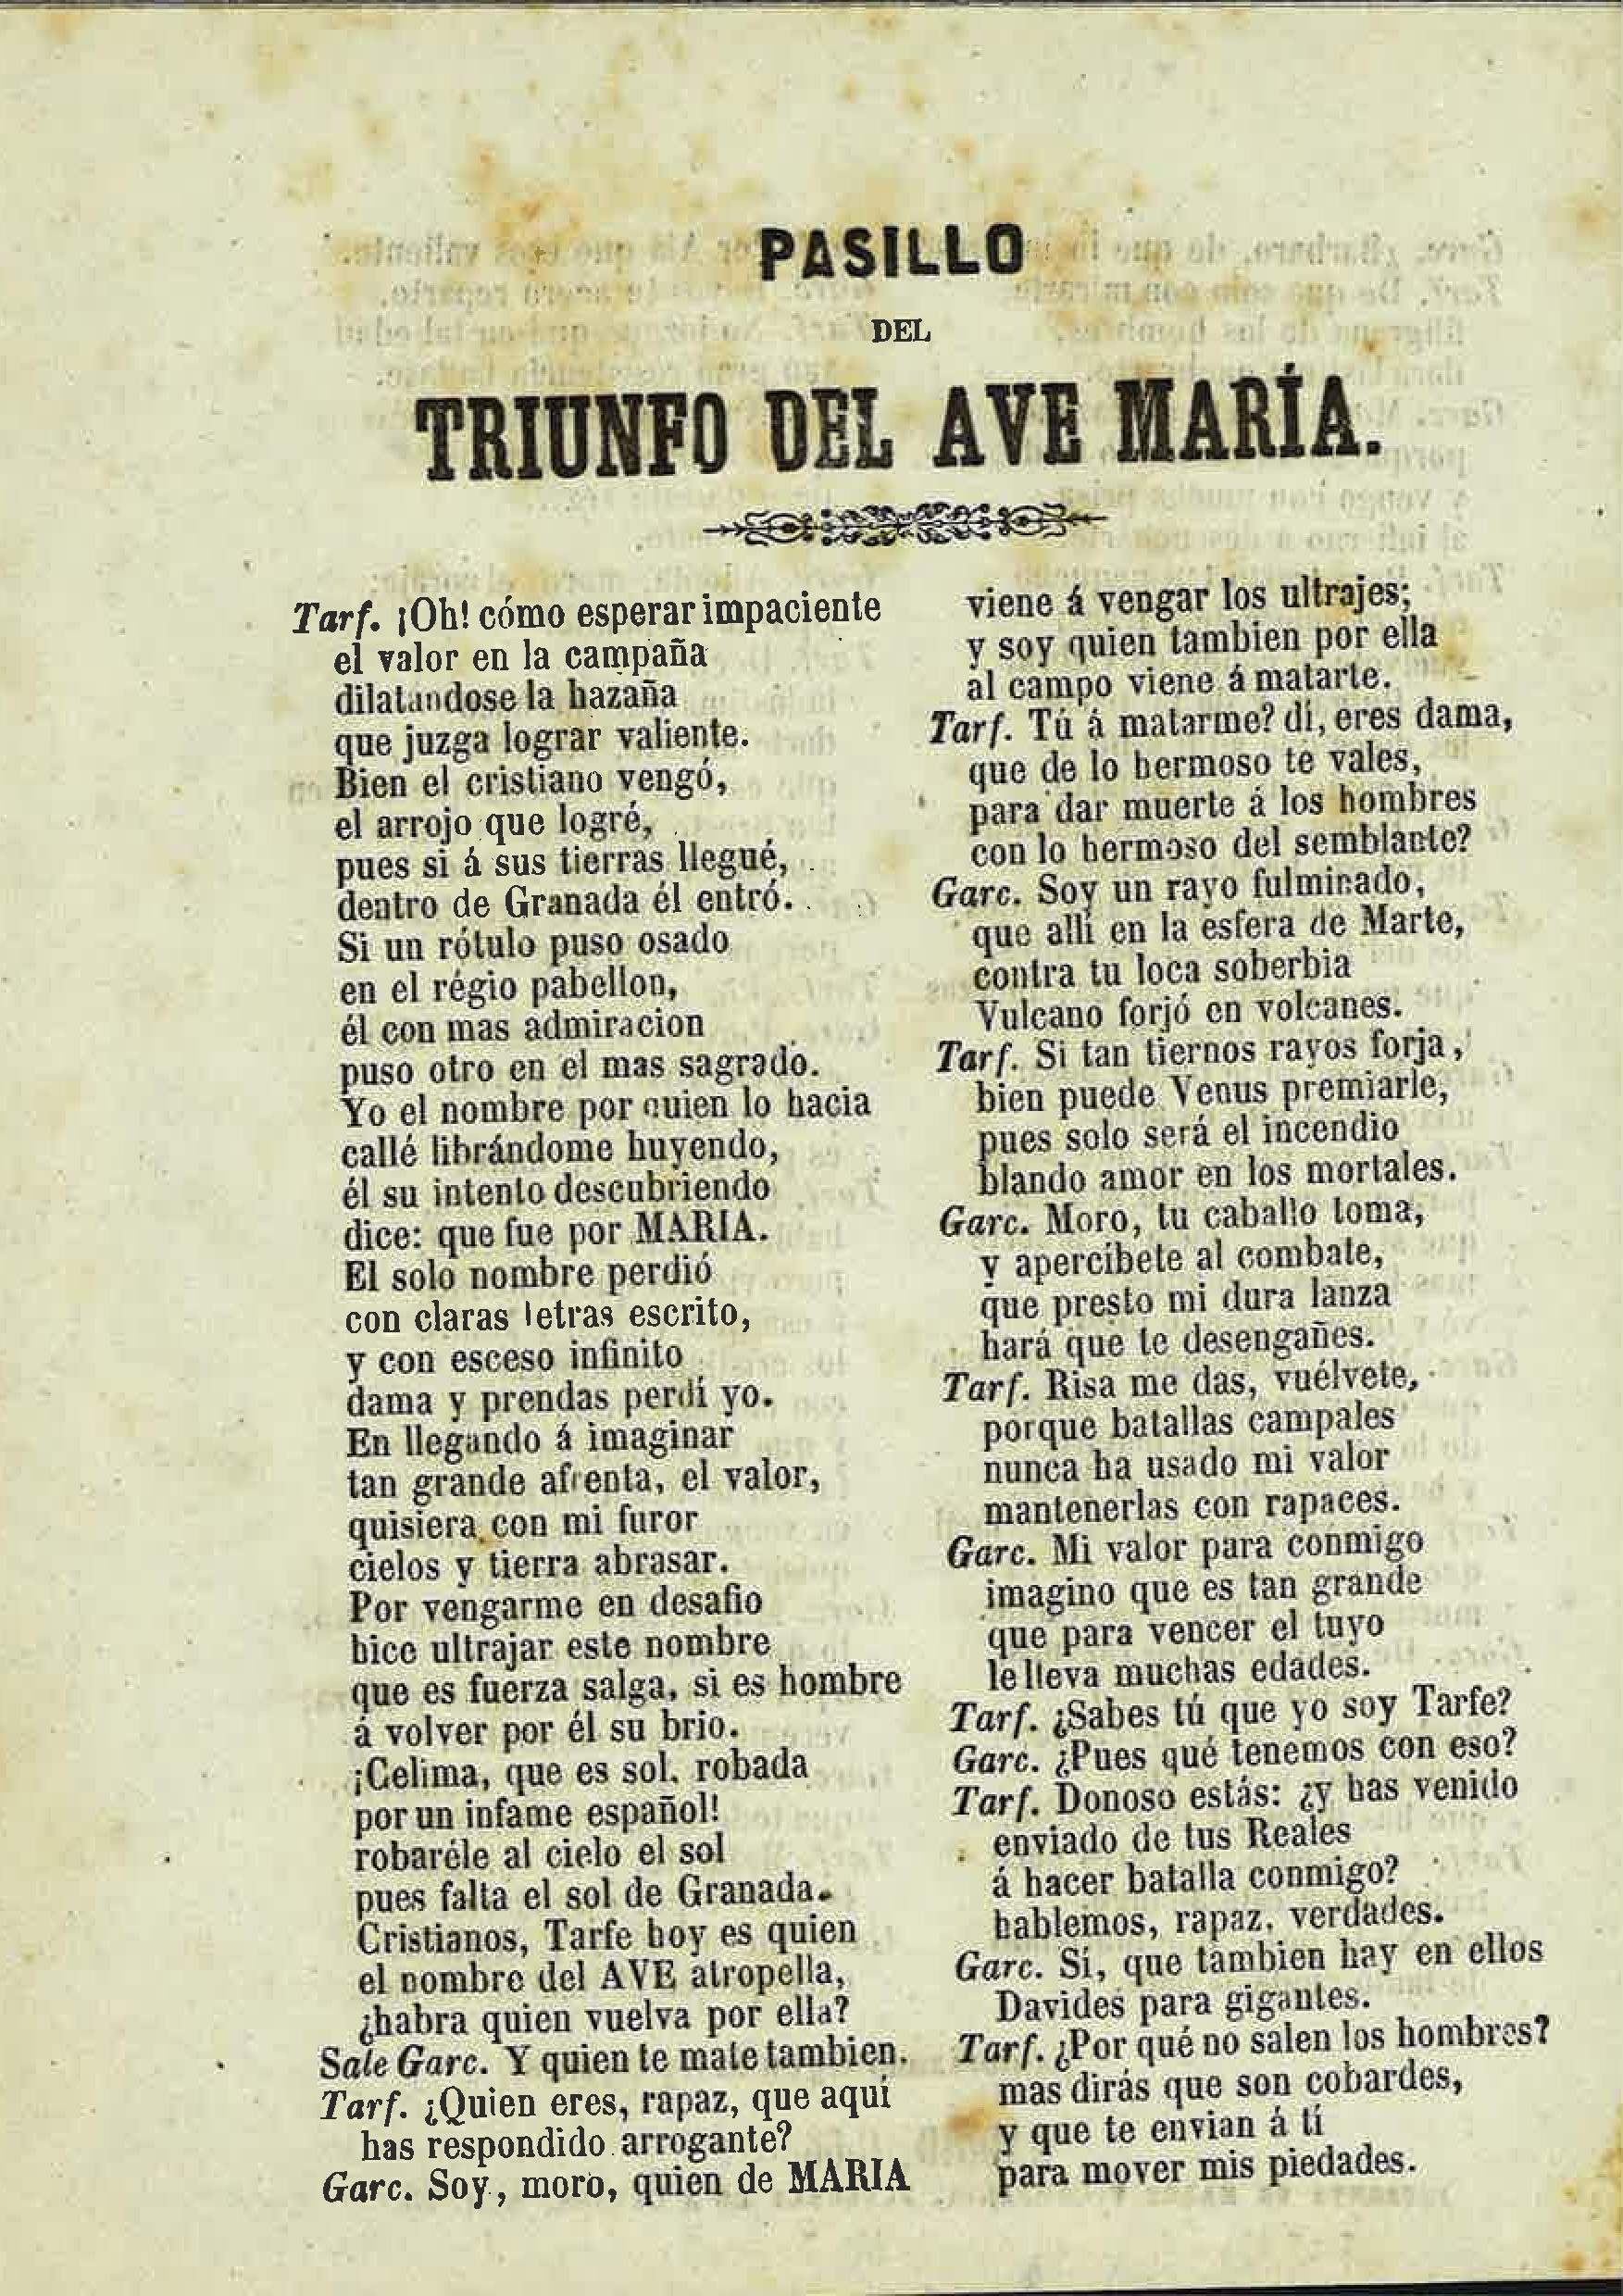 PASILLO
DEL
TRIUNFO DEL AVE MARÍA.
Tarf. ¡Oh! cómo esperar impaciente
el valor en la campaña
dilatandose la hazaña
que juzga lograr valiente.
Bien el cristiano vengó,
el arrojo que logré,
pues si á sus tierras llegué,
dentro de Granada él entró.
Si un rótulo puso osado
en el régio pabellon,
él con mas admiracion
puso otro en el mas sagrado.
Yo el nombre por quien lo hacia
callé librándome huyendo,
él su intento descubriendo
dice: que fue por MARIA.
El solo nombre perdió
con claras letras escrito,
y con esceso infinito
dama y prendas perdí yo.
En llegando á imaginar
tan grande afrenta, el valor,
quisiera con mi furor
cielos y tierra abrasar.
Por vengarme en desafio
hice ultrajar este nombre
que es fuerza salga, si es hombre
á volver por él su brio.
¡Celima, que es sol, robada
por un infame español!
robaréle al cielo el sol
pues falta el sol de Granada.
Cristianos, Tarfe hoy es quien
el nombre del AVE atropella,
¿habra quien vuelva por ella?
Sale Garc. Y quien te mate tambien.
Tarf. ¿Quien eres, rapaz, que aquí
has respondido arrogante?
Garc. Soy, moro, quien de MARIA
viene á vengar los ultrajes;
y soy quien tambien por ella
al campo viene á matarte.
Tarf. Tú á matarme? di, eres dama,
que de lo hermoso te vales,
para dar muerte á los hombres
con lo hermoso del semblante?
Garc. Soy un rayo fulminado,
que allí en la esfera de Marte,
contra tu loca soberbia
Vulcano forjó en volcanes.
Tarf. Si tan tiernos rayos forja,
bien puede Venus premiarle,
pues solo será el incendio
blando amor en los mortales.
Garc. Moro, tu caballo toma,
y apercíbete al combate,
que presto mi dura lanza
hará que te desengañes.
Tarf. Risa me das, vuélvete,
porque batallas campales
nunca ha usado mi valor
mantenerlas con rapaces.
Garc. Mi valor para conmigo
imagino que es tan grande
que para vencer el tuyo
le lleva muchas edades.
Tarf. ¿Sabes tú que yo soy Tarfe?
Garc. ¿Pues qué tenemos con eso?
Tarf. Donoso estás: ¿y has venido
enviado de tus Reales
á hacer batalla conmigo?
hablemos, rapaz, verdades.
Garc. Sí, que tambien hay en ellos
Davides para gigantes.
Tarf. ¿Por qué no salen los hombres?
mas dirás que son cobardes,
y que te envian á tí
para mover mis piedades.